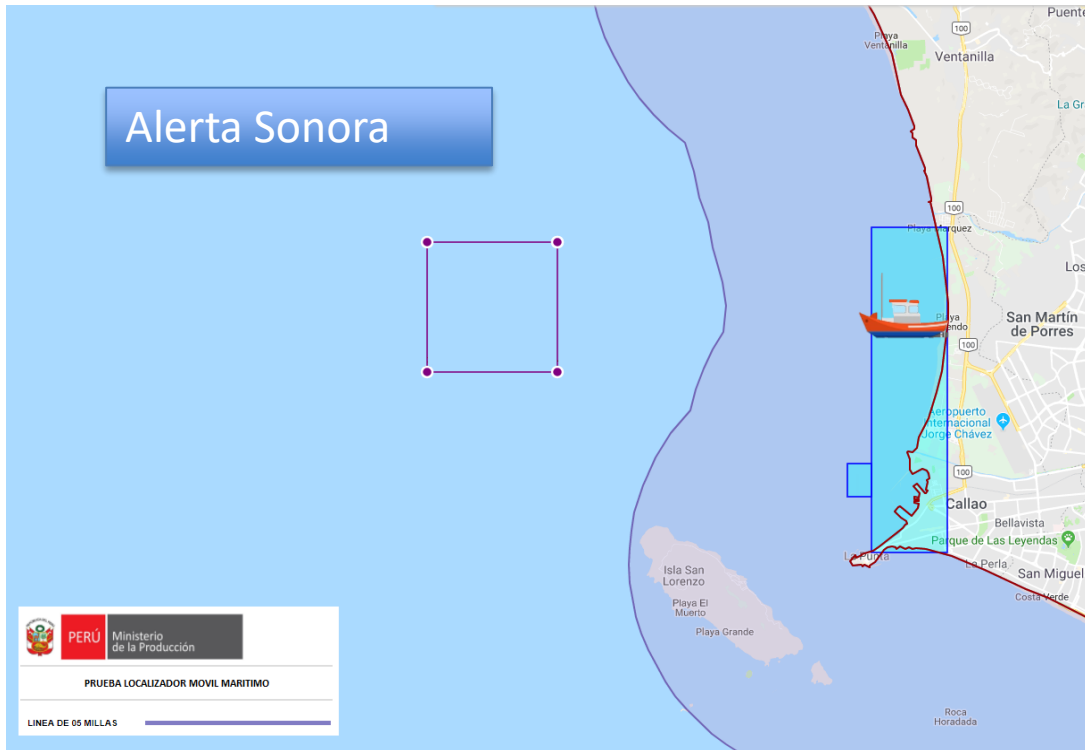 Puente
100
Playa
Ventanilla
Ventanilla
La Gr
Alerta Sonora
100
Playa Marquez
Los
Playa
San Martín
de Porres
100
Aeropuerto
Internacional
Jorge Chávez
100
Callao
Bellavista
Parque de Las Leyendas
La Punta
La Perla
San Miguel
Costa Verde
Isla San
Lorenzo
Playa El
Muerto
Playa Grande
Roca
Horadada
PERÚ
Ministerio
de la Producción
PRUEBA LOCALIZADOR MOVIL MARITIMO
LINEA DE 05 MILLAS